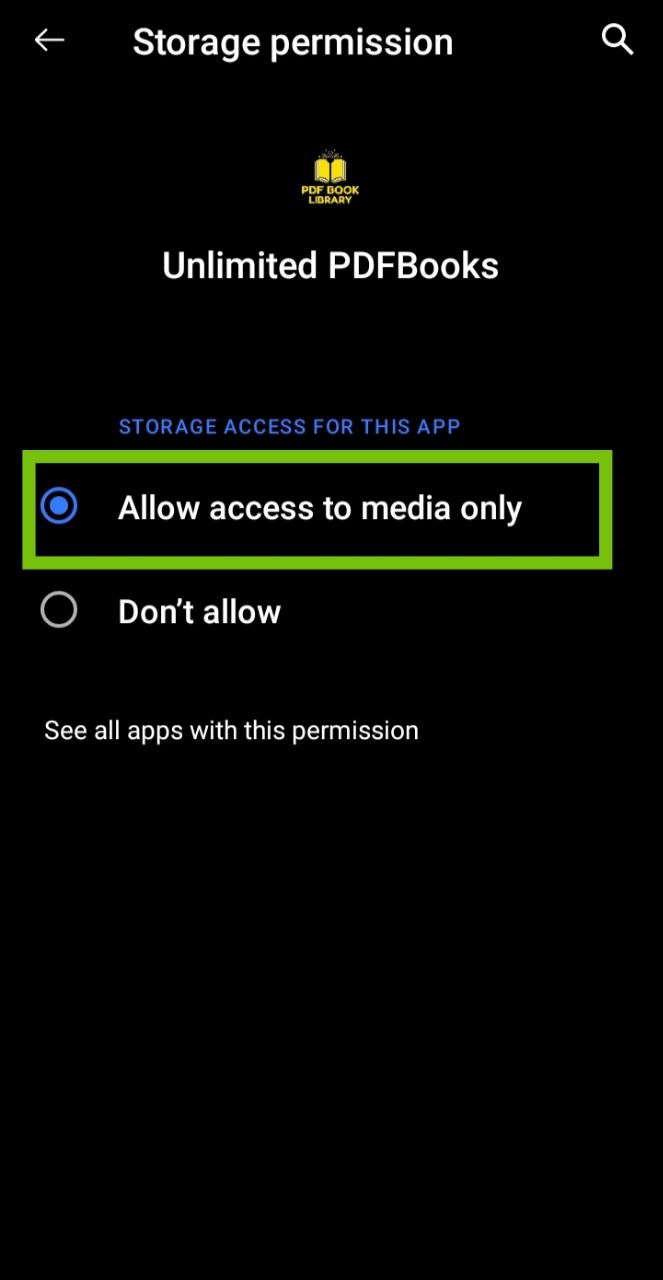 Storage permission
PDF BOOK
LIBRARY
Unlimited PDFBooks
STORAGE ACCESS FOR THIS APP
Allow access to media only
Don’t allow
See all apps with this permission